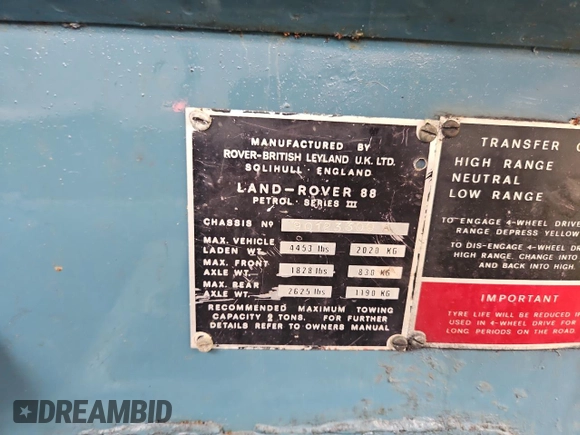 MANUFACTURED BY
ROVER-BRITISH LEYLAND U.K. LTD.
SOLIHULL · ENGLAND
LAND-ROVER 88
PETROL · SERIES III
CHASSIS Nº
MAX. VEHICLE LADEN WT. 4453 lbs 2020 KG
MAX. FRONT AXLE WT. 1828 lbs 830 KG
MAX. REAR AXLE WT. 2625 lbs 1190 KG
RECOMMENDED MAXIMUM TOWING
CAPACITY 2 TONS. FOR FURTHER
DETAILS REFER TO OWNERS MANUAL
TRANSFER
HIGH RANGE
NEUTRAL
LOW RANGE
TO ENGAGE 4-WHEEL DRIVE
RANGE DEPRESS YELLOW
TO DIS-ENGAGE 4-WHEEL
HIGH RANGE. CHANGE INTO
AND BACK INTO HIGH
IMPORTANT
TYRE LIFE WILL BE REDUCED
USED IN 4-WHEEL DRIVE FOR
LONG PERIODS ON THE ROAD
DREAMBID